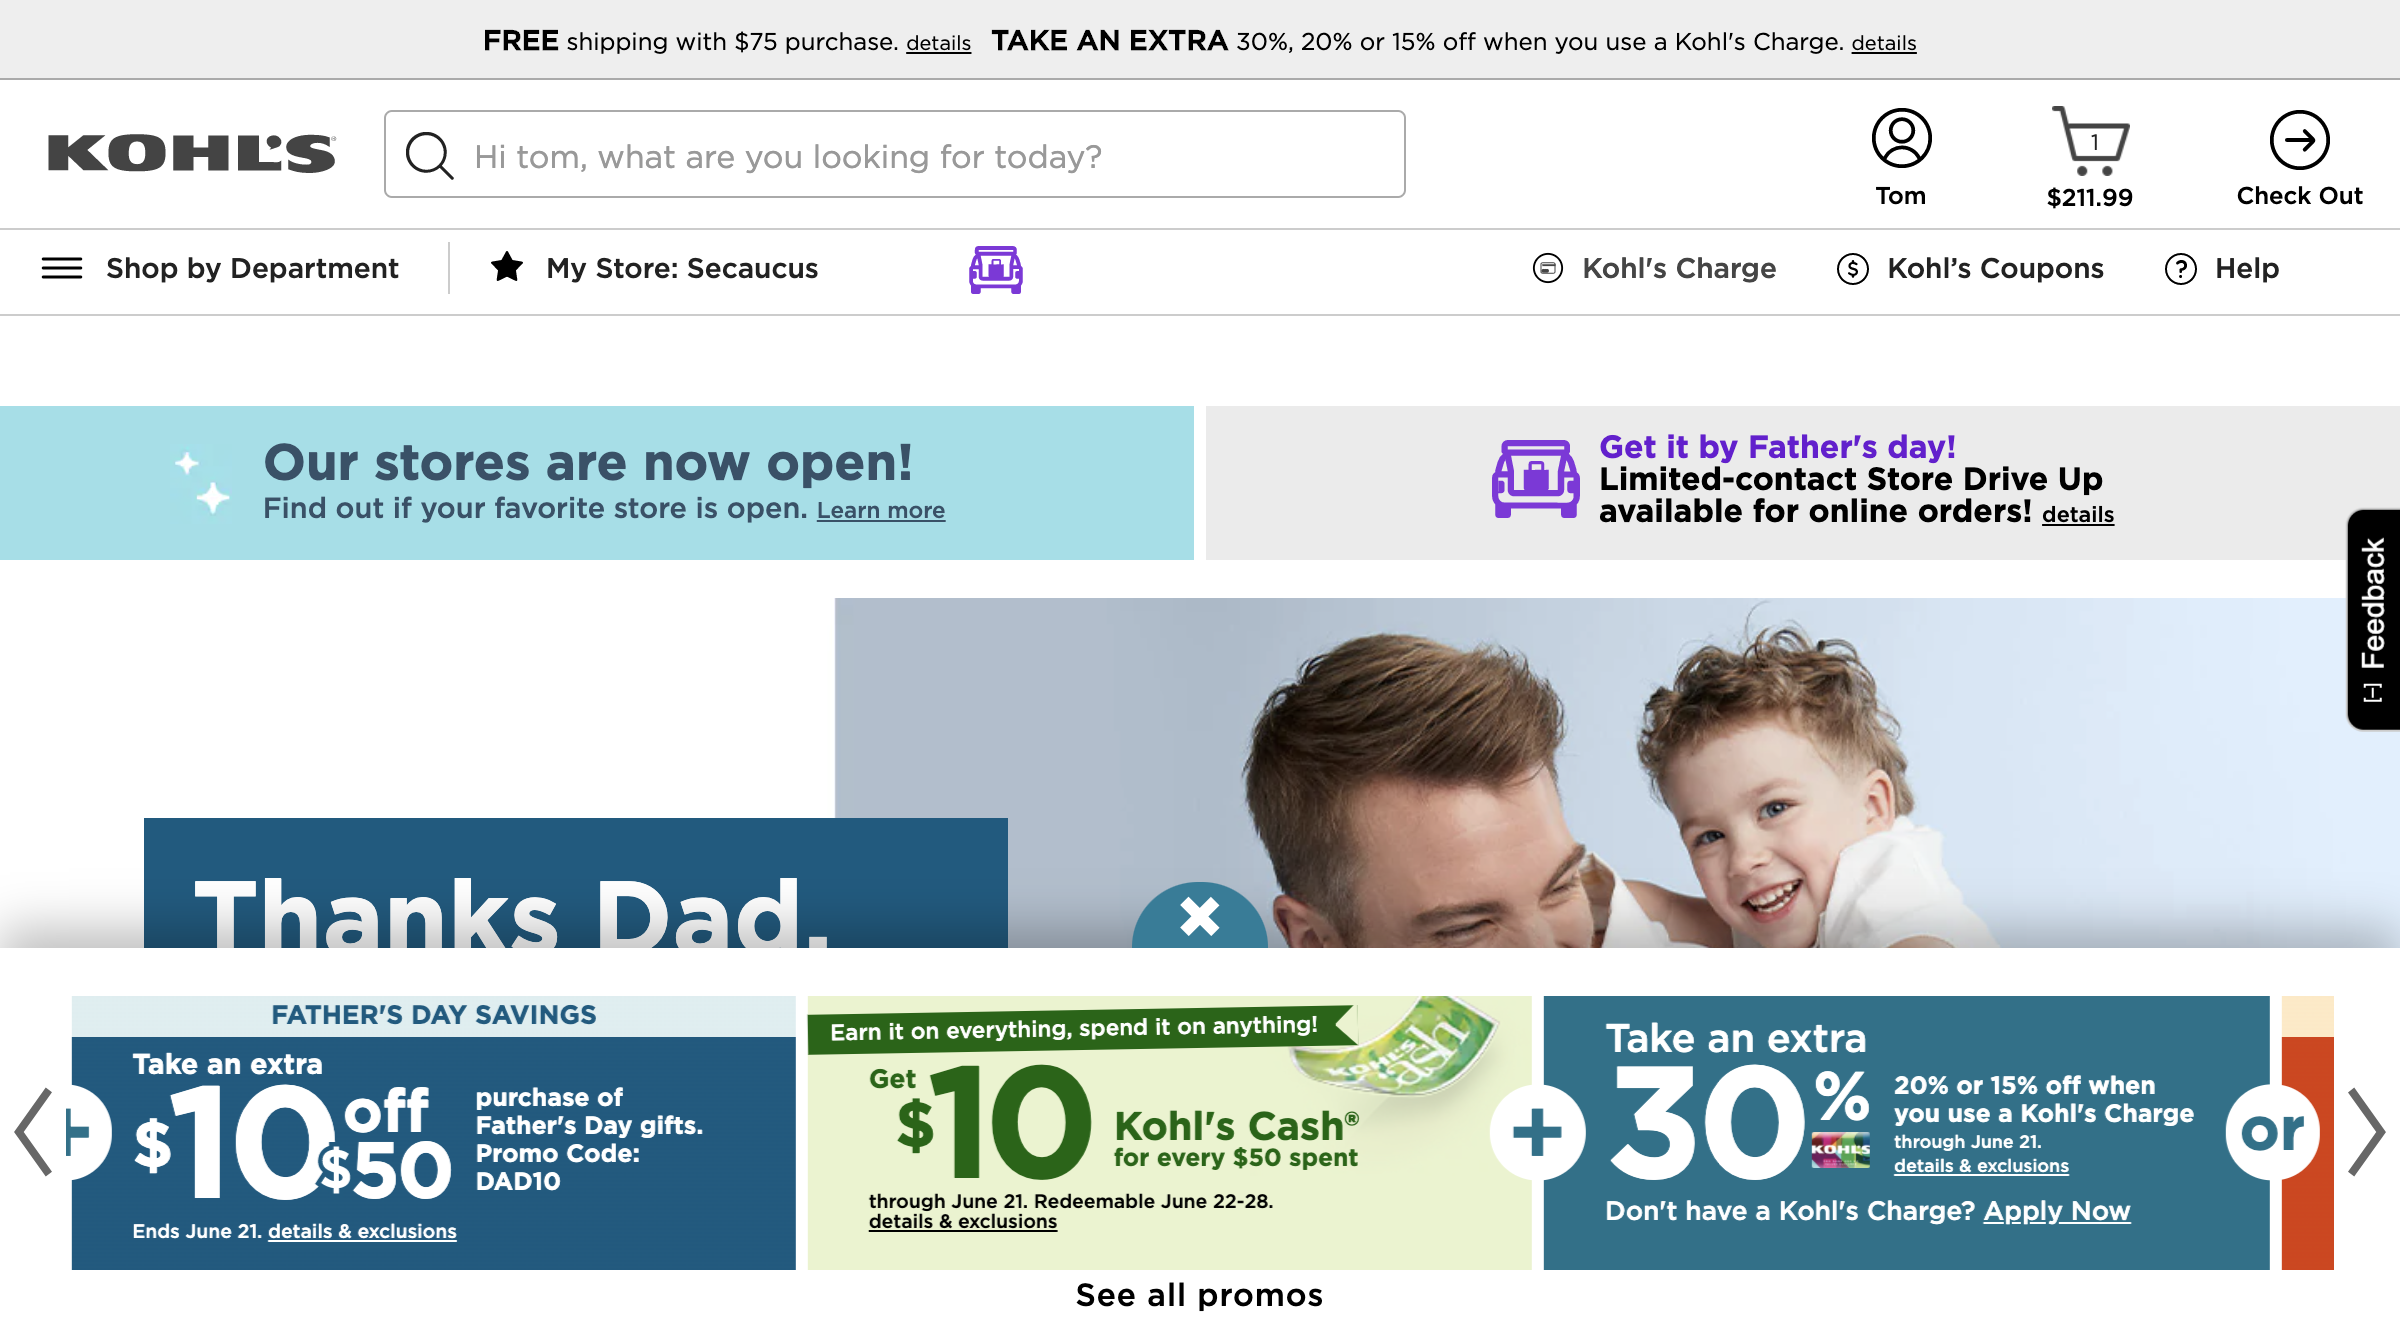 FREE shipping with $75 purchase. details TAKE AN EXTRA 30%, 20% or 15% off when you use a Kohl's Charge. details
KOHL'S
Hi tom, what are you looking for today?
Tom
1
$211.99
Check Out
Shop by Department
My Store: Secaucus
Kohl's Charge
Kohl's Coupons
Help
Our stores are now open!
Find out if your favorite store is open. Learn more
Get it by Father's day!
Limited-contact Store Drive Up
available for online orders! details
[-] Feedback
Thanks Dad.
FATHER'S DAY SAVINGS
Take an extra
$10 off
$50
purchase of
Father's Day gifts.
Promo Code:
DAD10
Ends June 21. details & exclusions
Earn it on everything, spend it on anything!
KOHL'S
Cash
Get
$10
Kohl's Cash®
for every $50 spent
through June 21. Redeemable June 22-28.
details & exclusions
+
Take an extra
30%
KOHL'S
20% or 15% off when
you use a Kohl's Charge
through June 21.
details & exclusions
Don't have a Kohl's Charge? Apply Now
or
See all promos